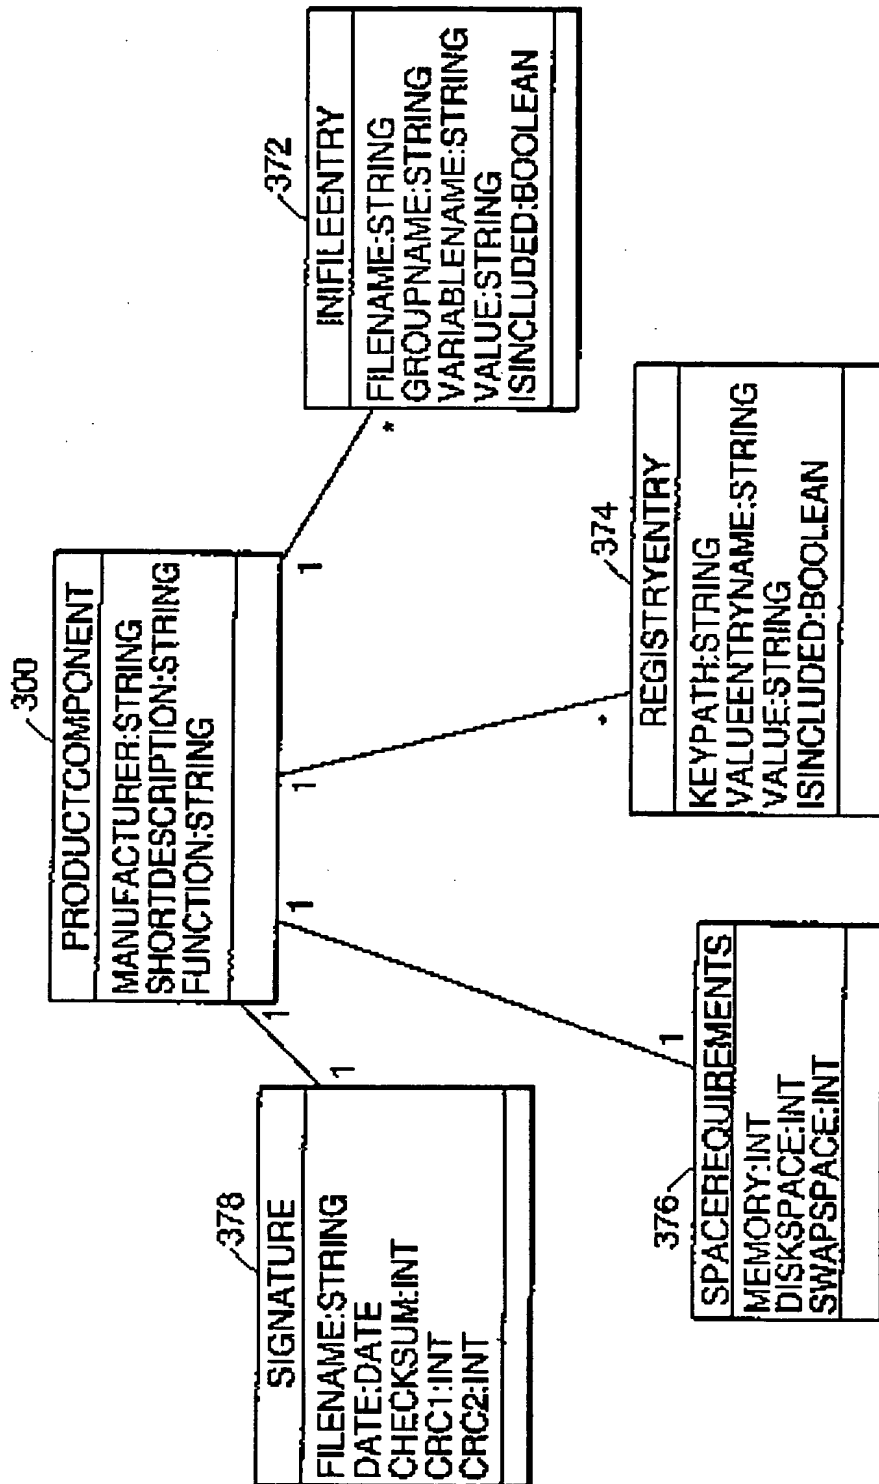 300
PRODUCTCOMPONENT
MANUFACTURER:STRING
SHORTDESCRIPTION:STRING
FUNCTION:STRING
1
1
1
1
378
SIGNATURE
FILENAME:STRING
DATE:DATE
CHECKSUM:INT
CRC1:INT
CRC2:INT
1
372
INIFILEENTRY
FILENAME:STRING
GROUPNAME:STRING
VARIABLENAME:STRING
VALUE:STRING
ISINCLUDED:BOOLEAN
*
376
SPACEREQUIREMENTS
MEMORY:INT
DISKSPACE:INT
SWAPSPACE:INT
1
374
REGISTRYENTRY
KEYPATH:STRING
VALUEENTRYNAME:STRING
VALUE:STRING
ISINCLUDED:BOOLEAN
*